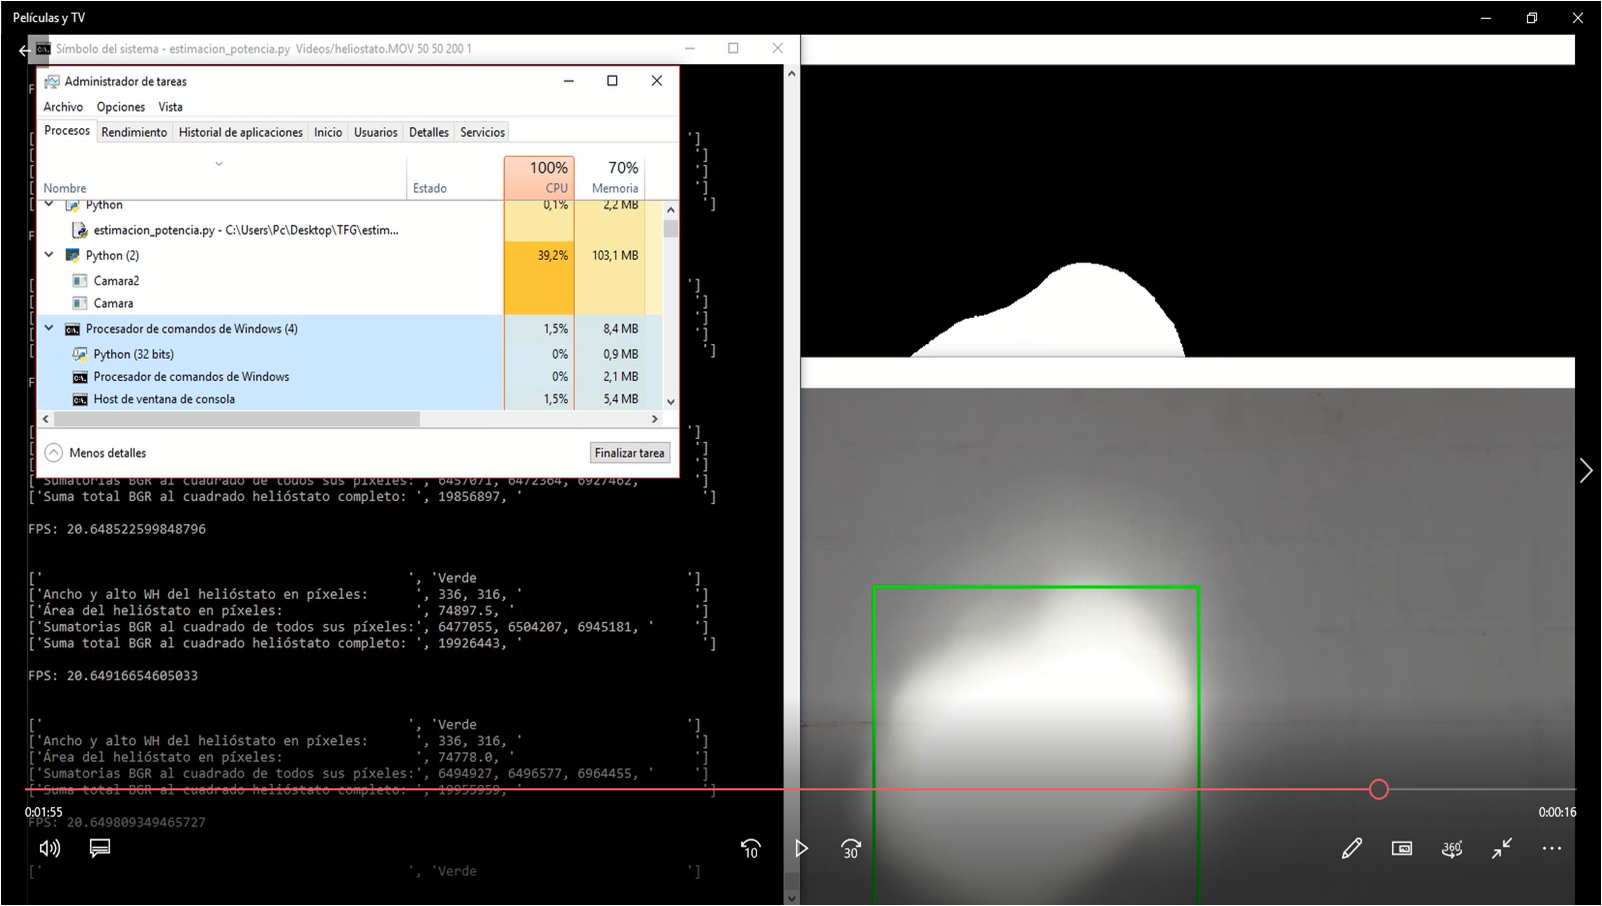 Películas y TV
Símbolo del sistema - estimacion_potencia.py Videos/heliostato.MOV 50 50 200 1
Administrador de tareas
Archivo Opciones Vista
Procesos Rendimiento Historial de aplicaciones Inicio Usuarios Detalles Servicios
100% 70%
Nombre Estado CPU Memoria
Python 0,1% 2,2 MB
estimacion_potencia.py - C:\Users\Pc\Desktop\TFG\estim...
Python (2) 39,2% 103,1 MB
Camara2
Camara
Procesador de comandos de Windows (4) 1,5% 8,4 MB
Python (32 bits) 0% 0,9 MB
Procesador de comandos de Windows 0% 2,1 MB
Host de ventana de consola 1,5% 5,4 MB
Menos detalles Finalizar tarea
['Sumatorias BGR al cuadrado de todos sus píxeles:', 6457071, 6472364, 6927462,
['Suma total BGR al cuadrado helióstato completo: ', 19856897, ' ']
FPS: 20.648522599848796
[' ', 'Verde ']
['Ancho y alto WH del helióstato en píxeles: ', 336, 316, ' ']
['Área del helióstato en píxeles: ', 74897.5, ' ']
['Sumatorias BGR al cuadrado de todos sus píxeles:', 6477055, 6504207, 6945181, ' ']
['Suma total BGR al cuadrado helióstato completo: ', 19926443, ' ']
FPS: 20.64916654605033
[' ', 'Verde ']
['Ancho y alto WH del helióstato en píxeles: ', 336, 316, ' ']
['Área del helióstato en píxeles: ', 74778.0, ' ']
['Sumatorias BGR al cuadrado de todos sus píxeles:', 6494927, 6496577, 6964455, ' ']
['Suma total BGR al cuadrado helióstato completo: ', 19955959, ' ']
0:01:55 0:00:16
FPS: 20.649809349465727
10 30 360°
[' ', 'Verde ']